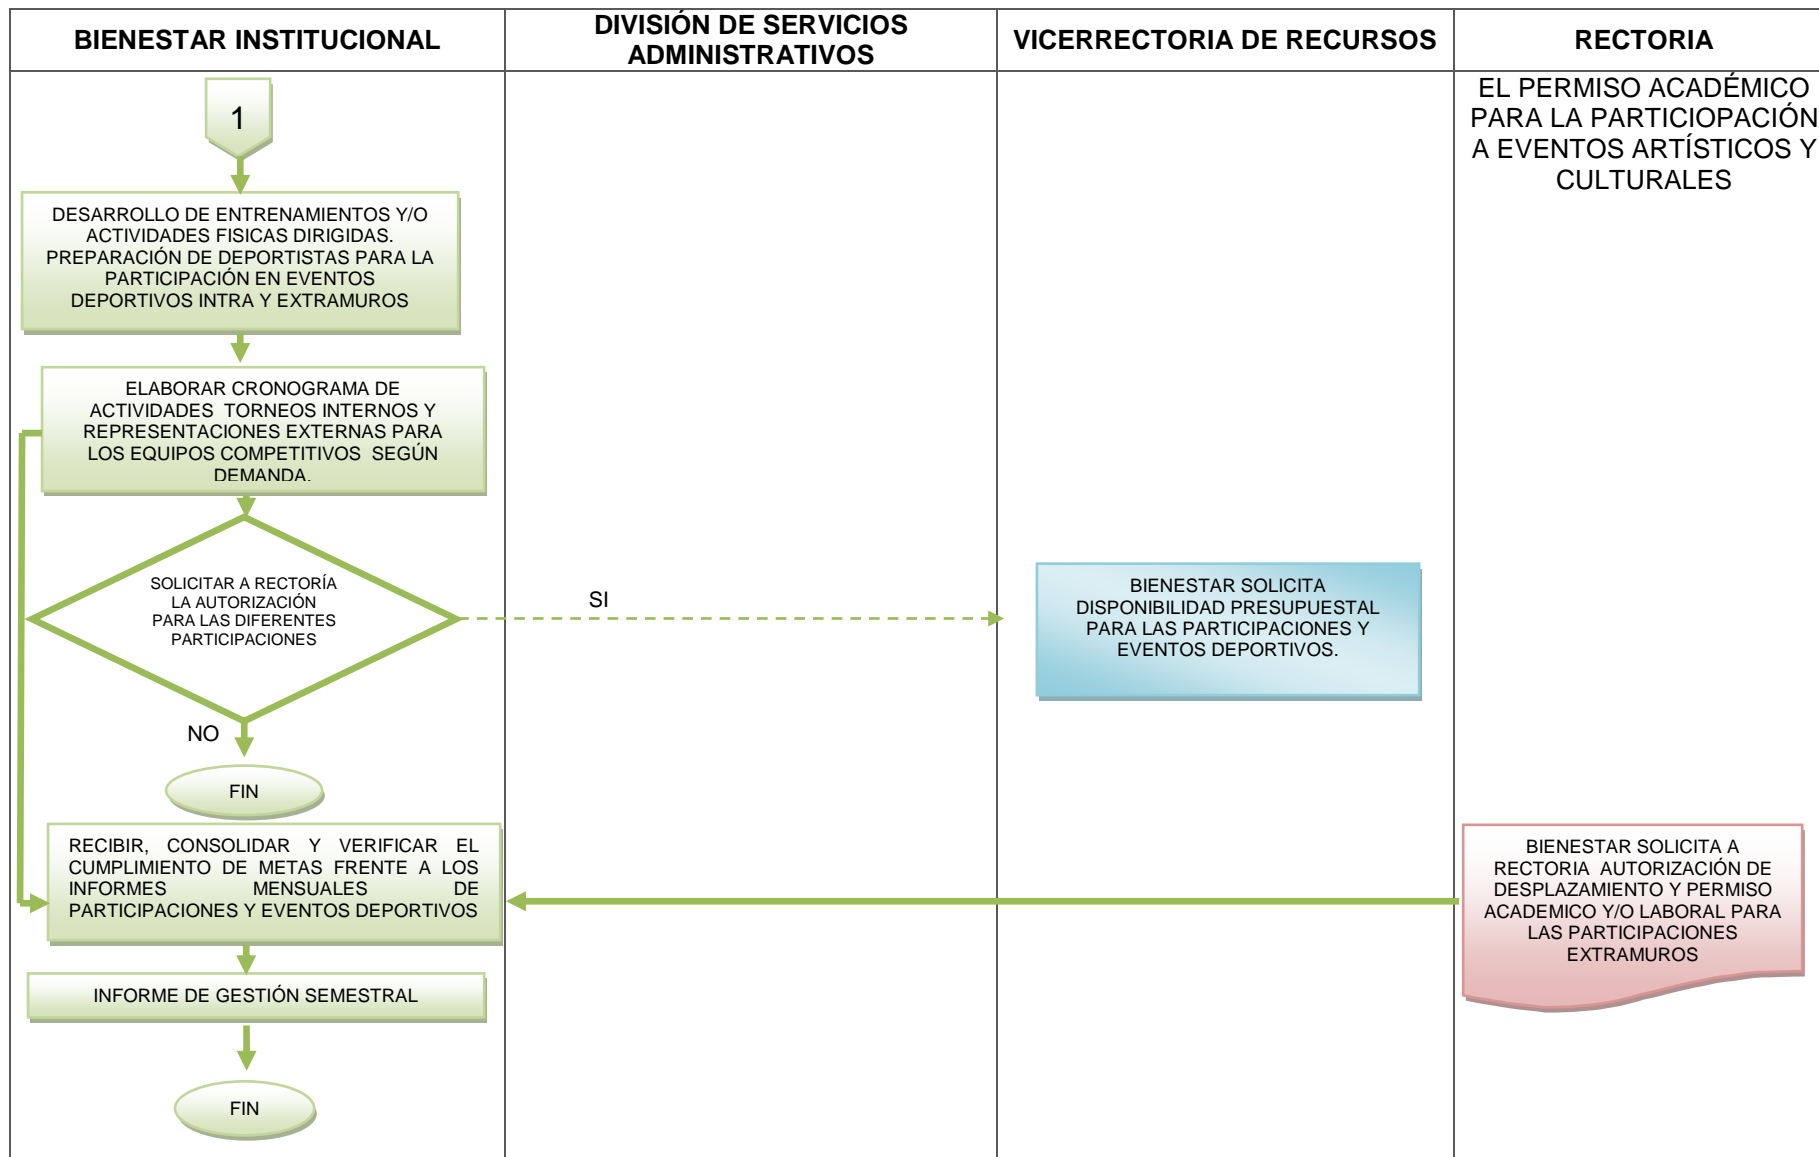 BIENESTAR INSTITUCIONAL
DIVISIÓN DE SERVICIOS
ADMINISTRATIVOS
VICERRECTORIA DE RECURSOS
RECTORIA
1
EL PERMISO ACADÉMICO
PARA LA PARTICIOPACIÓN
A EVENTOS ARTÍSTICOS Y
CULTURALES
DESARROLLO DE ENTRENAMIENTOS Y/O
ACTIVIDADES FISICAS DIRIGIDAS.
PREPARACIÓN DE DEPORTISTAS PARA LA
PARTICIPACIÓN EN EVENTOS
DEPORTIVOS INTRA Y EXTRAMUROS
ELABORAR CRONOGRAMA DE
ACTIVIDADES TORNEOS INTERNOS Y
REPRESENTACIONES EXTERNAS PARA
LOS EQUIPOS COMPETITIVOS SEGÚN
DEMANDA.
SOLICITAR A RECTORÍA
LA AUTORIZACIÓN
PARA LAS DIFERENTES
PARTICIPACIONES
SI
BIENESTAR SOLICITA
DISPONIBILIDAD PRESUPUESTAL
PARA LAS PARTICIPACIONES Y
EVENTOS DEPORTIVOS.
NO
FIN
RECIBIR, CONSOLIDAR Y VERIFICAR EL
CUMPLIMIENTO DE METAS FRENTE A LOS
INFORMES MENSUALES DE
PARTICIPACIONES Y EVENTOS DEPORTIVOS
BIENESTAR SOLICITA A
RECTORIA AUTORIZACIÓN DE
DESPLAZAMIENTO Y PERMISO
ACADEMICO Y/O LABORAL PARA
LAS PARTICIPACIONES
EXTRAMUROS
INFORME DE GESTIÓN SEMESTRAL
FIN